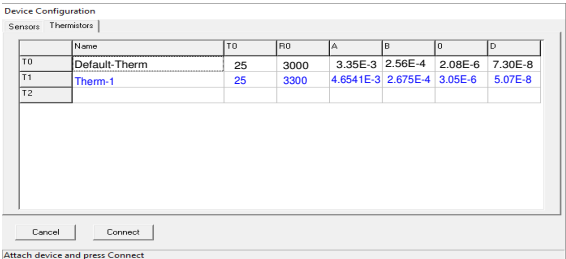 Device Configuration
Sensors Thermistors
Name T0 R0 A B 0 D
T0 Default-Therm 25 3000 3.35E-3 2.56E-4 2.08E-6 7.30E-8
T1 Therm-1 25 3300 4.6541E-3 2.675E-4 3.05E-6 5.07E-8
T2
Cancel Connect
Attach device and press Connect